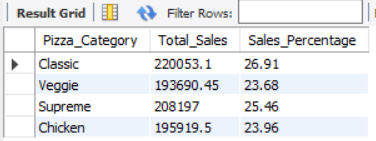 Result Grid Filter Rows:
Pizza_Category Total_Sales Sales_Percentage
Classic 220053.1 26.91
Veggie 193690.45 23.68
Supreme 208197 25.46
Chicken 195919.5 23.96